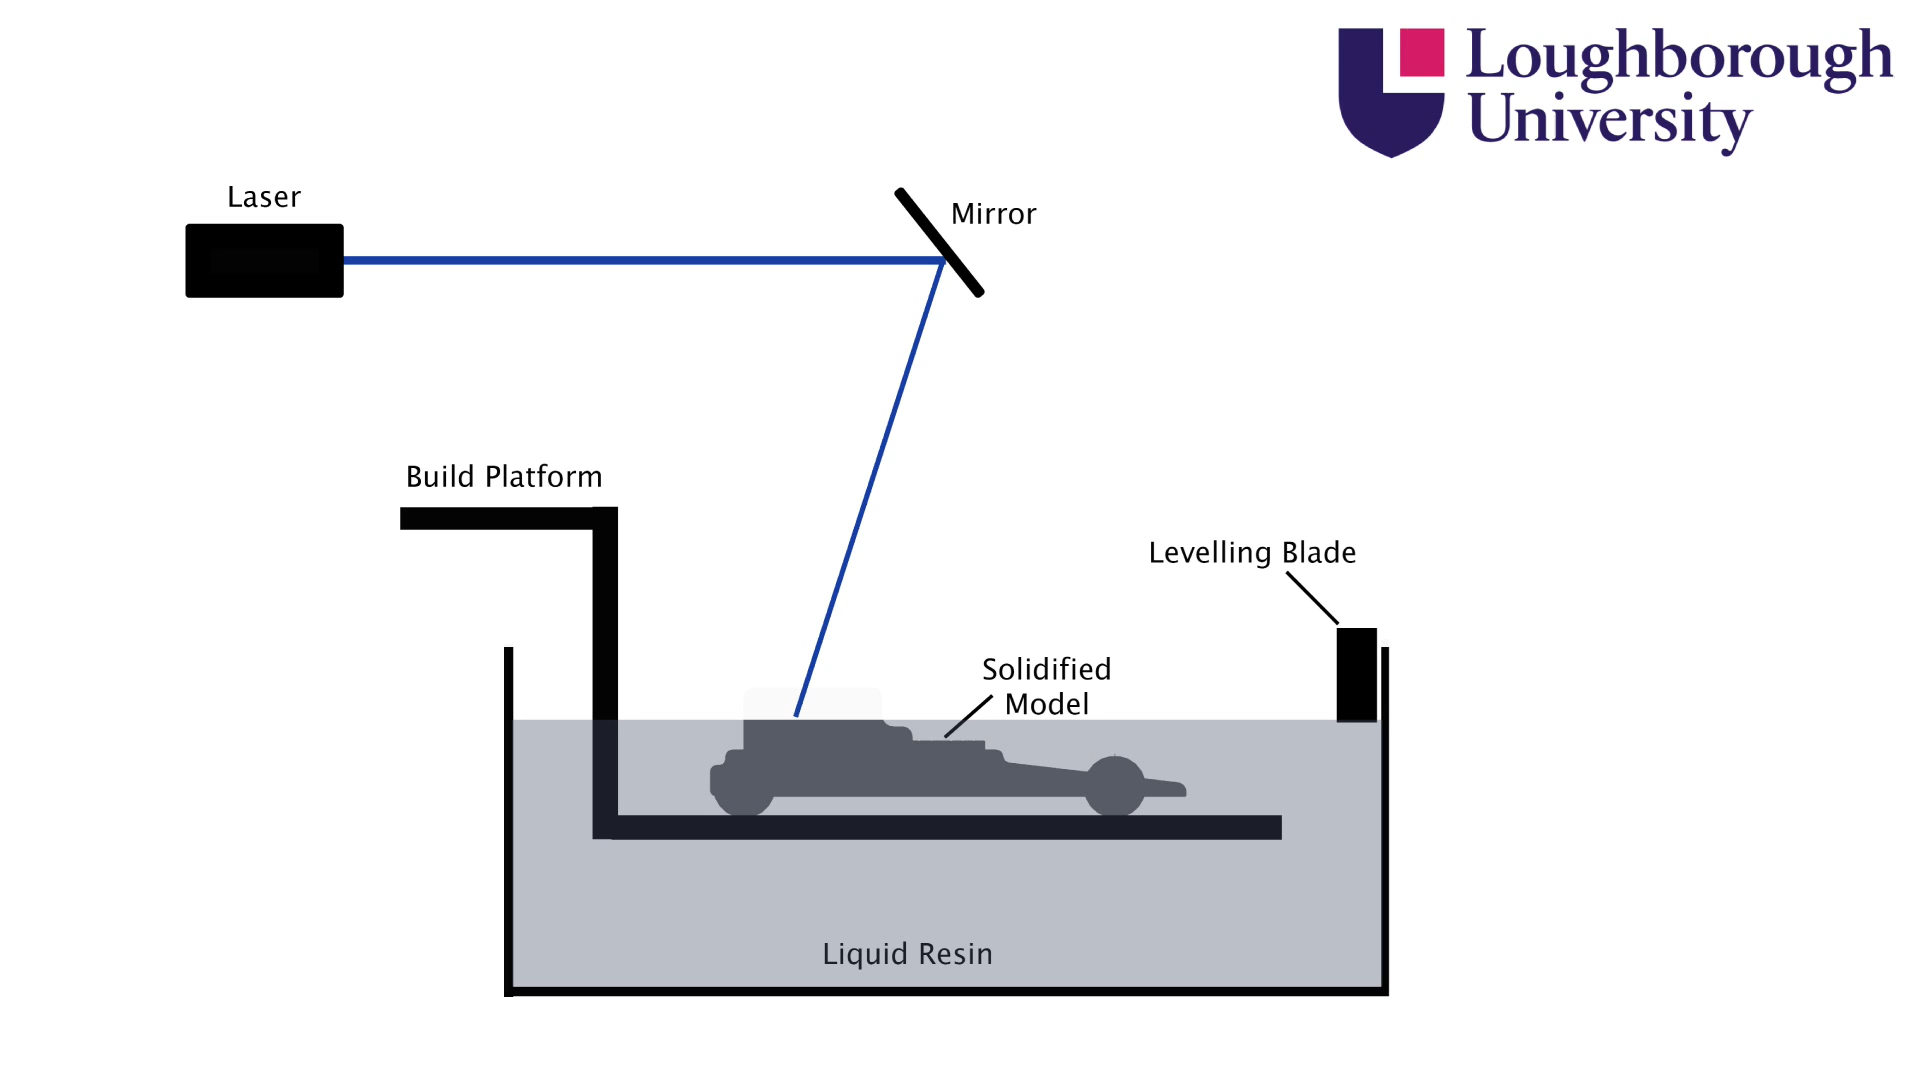 Loughborough
University
Laser
Mirror
Build Platform
Levelling Blade
Solidified
Model
Liquid Resin